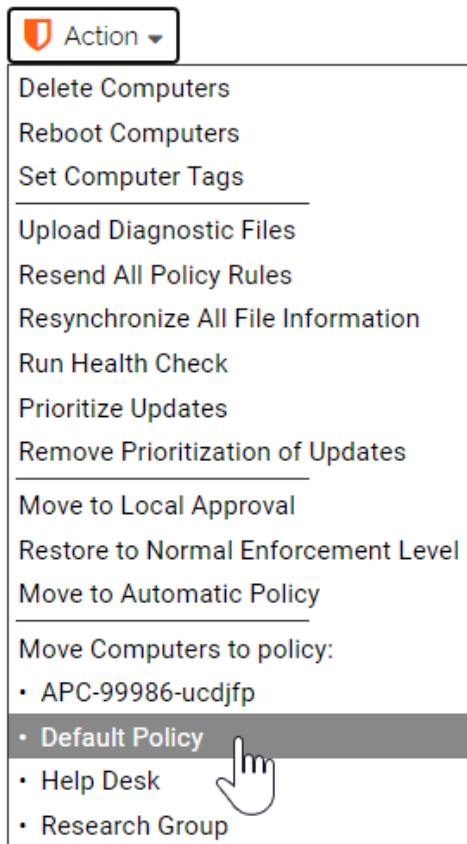 Action
Delete Computers
Reboot Computers
Set Computer Tags
Upload Diagnostic Files
Resend All Policy Rules
Resynchronize All File Information
Run Health Check
Prioritize Updates
Remove Prioritization of Updates
Move to Local Approval
Restore to Normal Enforcement Level
Move to Automatic Policy
Move Computers to policy:
• APC-99986-ucdjfp
• Default Policy
• Help Desk
• Research Group